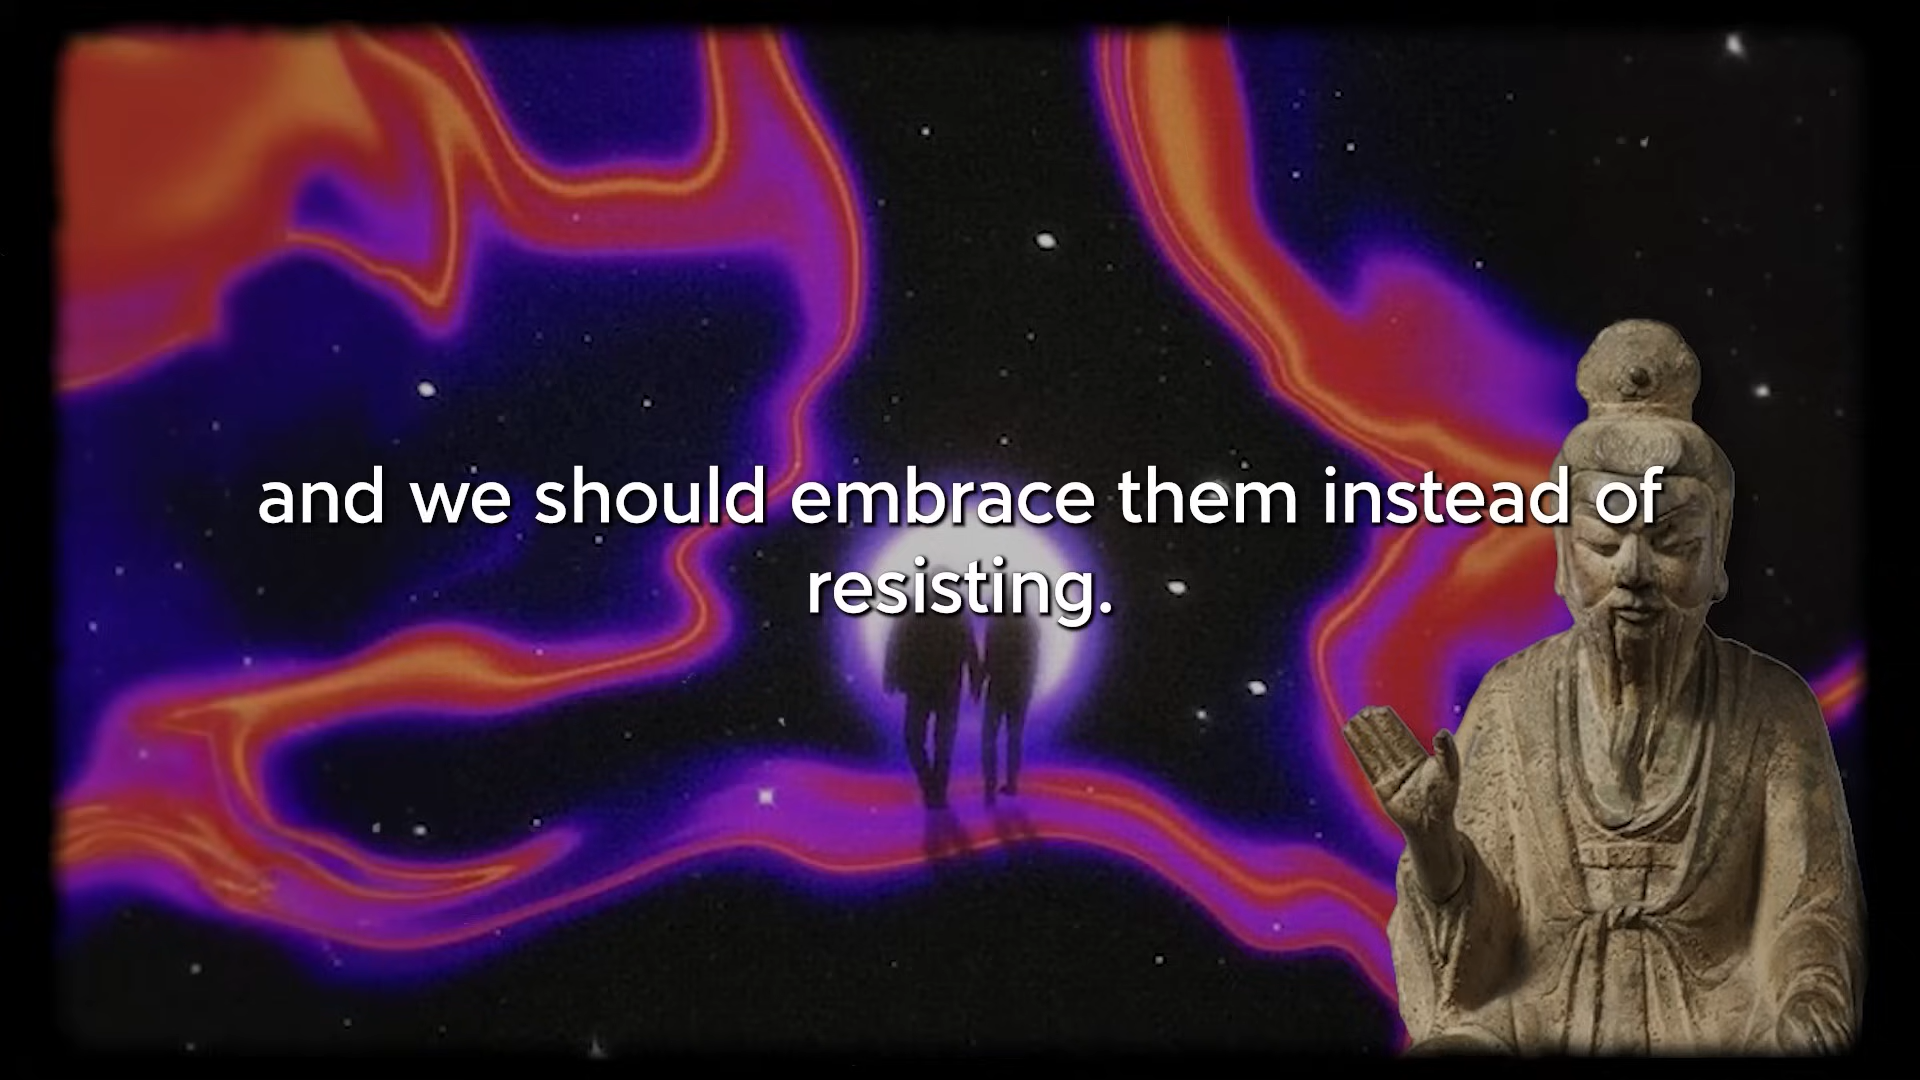 and we should embrace them instead of
resisting.